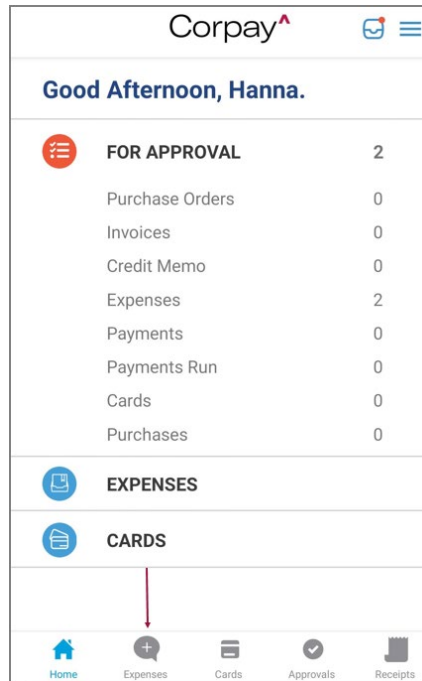 Corpay^
Good Afternoon, Hanna.
FOR APPROVAL 2
Purchase Orders 0
Invoices 0
Credit Memo 0
Expenses 2
Payments 0
Payments Run 0
Cards 0
Purchases 0
EXPENSES
CARDS
Home Expenses Cards Approvals Receipts